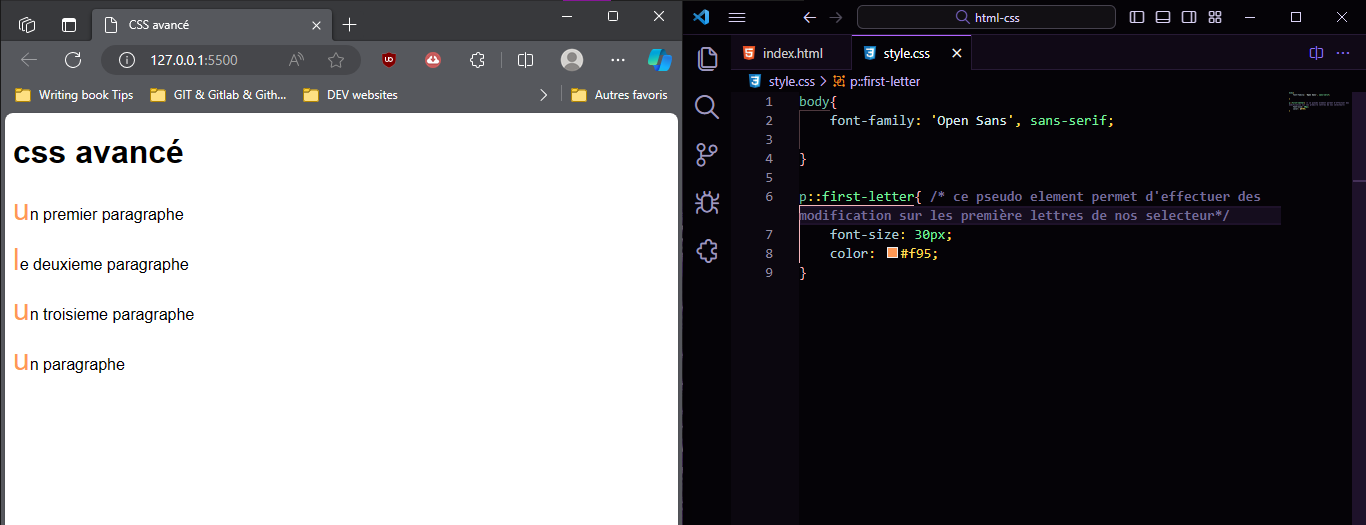 CSS avancé
127.0.0.1:5500
Writing book Tips
GIT & Gitlab & Gith...
DEV websites
Autres favoris
css avancé
un premier paragraphe
le deuxieme paragraphe
un troisieme paragraphe
un paragraphe
html-css
index.html
style.css
style.css > p::first-letter
1 body{
2 font-family: 'Open Sans', sans-serif;
3
4 }
5
6 p::first-letter{ /* ce pseudo element permet d'effectuer des
modification sur les première lettres de nos selecteur*/
7 font-size: 30px;
8 color: #f95;
9 }